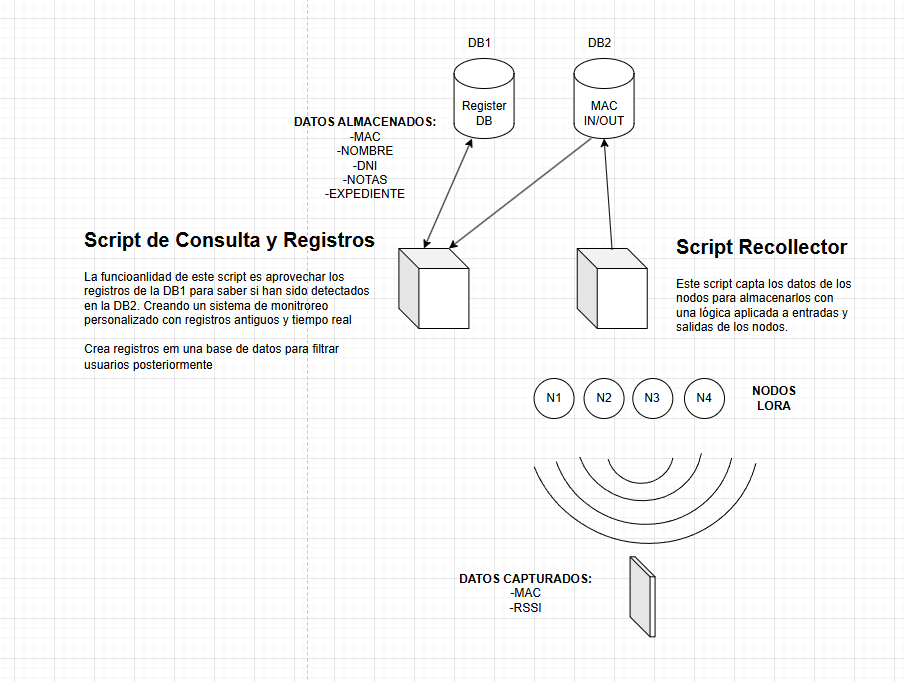 DB1
DB2
Register
DB
MAC
IN/OUT
DATOS ALMACENADOS:
-MAC
-NOMBRE
-DNI
-NOTAS
-EXPEDIENTE
Script de Consulta y Registros
La funcioanlidad de este script es aprovechar los
registros de la DB1 para saber si han sido detectados
en la DB2. Creando un sistema de monitroreo
personalizado con registros antiguos y tiempo real
Crea registros em una base de datos para filtrar
usuarios posteriormente
Script Recollector
Este script capta los datos de los
nodos para almacenarlos con
una lógica aplicada a entradas y
salidas de los nodos.
N1
N2
N3
N4
NODOS
LORA
DATOS CAPTURADOS:
-MAC
-RSSI